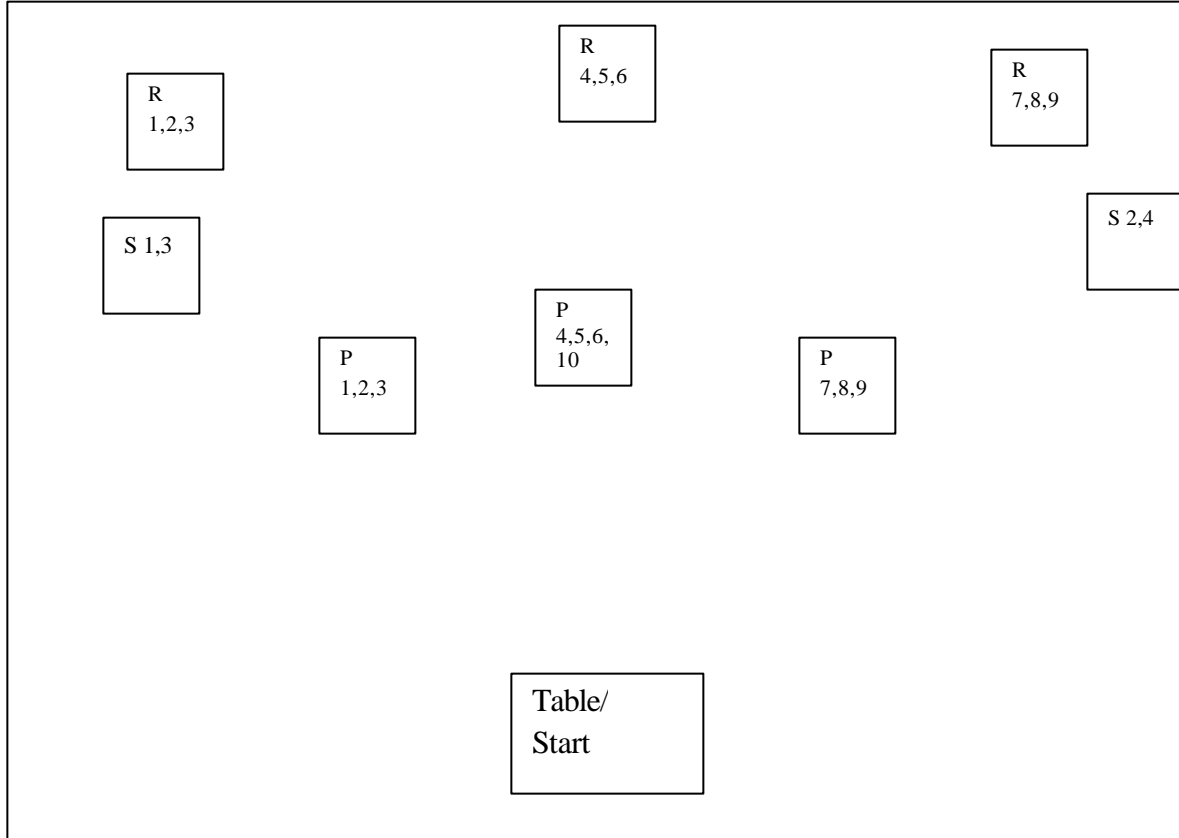 R
4,5,6
R
7,8,9
R
1,2,3
S 2,4
S 1,3
P
4,5,6,
10
P
1,2,3
P
7,8,9
Table/
Start